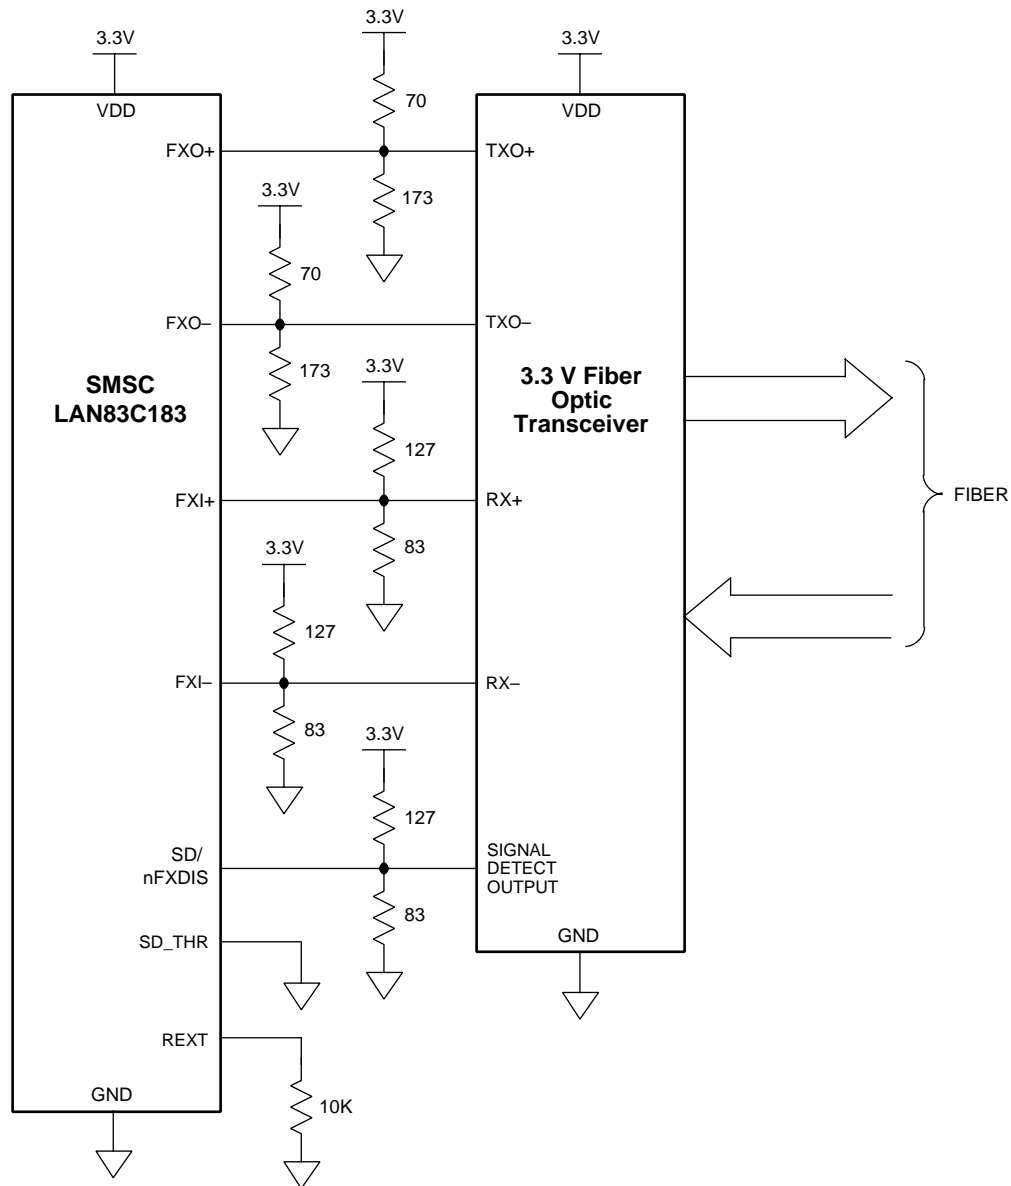 3.3V
3.3V
3.3V
VDD
70
VDD
FXO+
TXO+
3.3V
173
70
FXO–
TXO–
173
3.3V
SMSC
LAN83C183
3.3 V Fiber
Optic
Transceiver
127
FXI+
RX+
FIBER
3.3V
83
127
FXI–
RX–
83
3.3V
127
SD/
nFXDIS
SIGNAL
DETECT
OUTPUT
83
SD_THR
GND
REXT
GND
10K